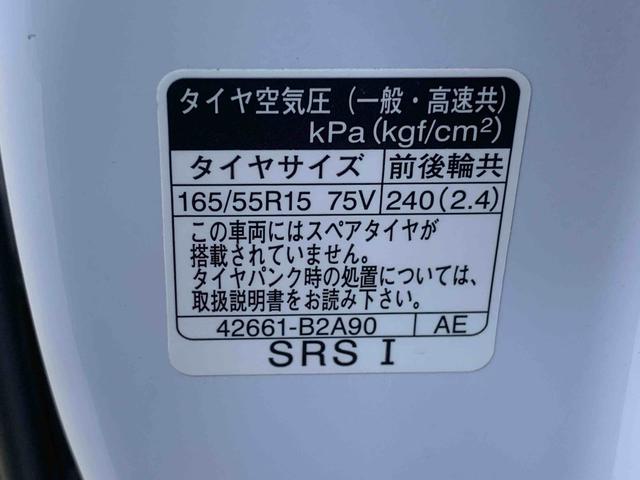 タイヤ空気圧(一般・高速共)
kPa(kgf/cm²)
タイヤサイズ 前後輪共
165/55R15 75V 240(2.4)
この車両にはスペアタイヤが
搭載されていません。
タイヤパンク時の処置については、
取扱説明書をお読み下さい。
42661-B2A90 AE
SRS I